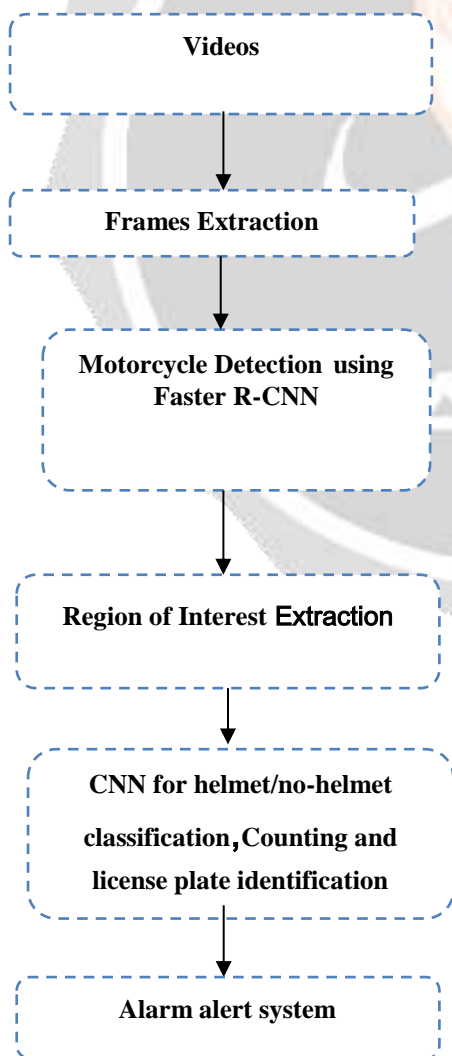 Videos
Frames Extraction
Motorcycle Detection using
Faster R-CNN
Region of Interest Extraction
CNN for helmet/no-helmet
classification,Counting and
license plate identification
Alarm alert system